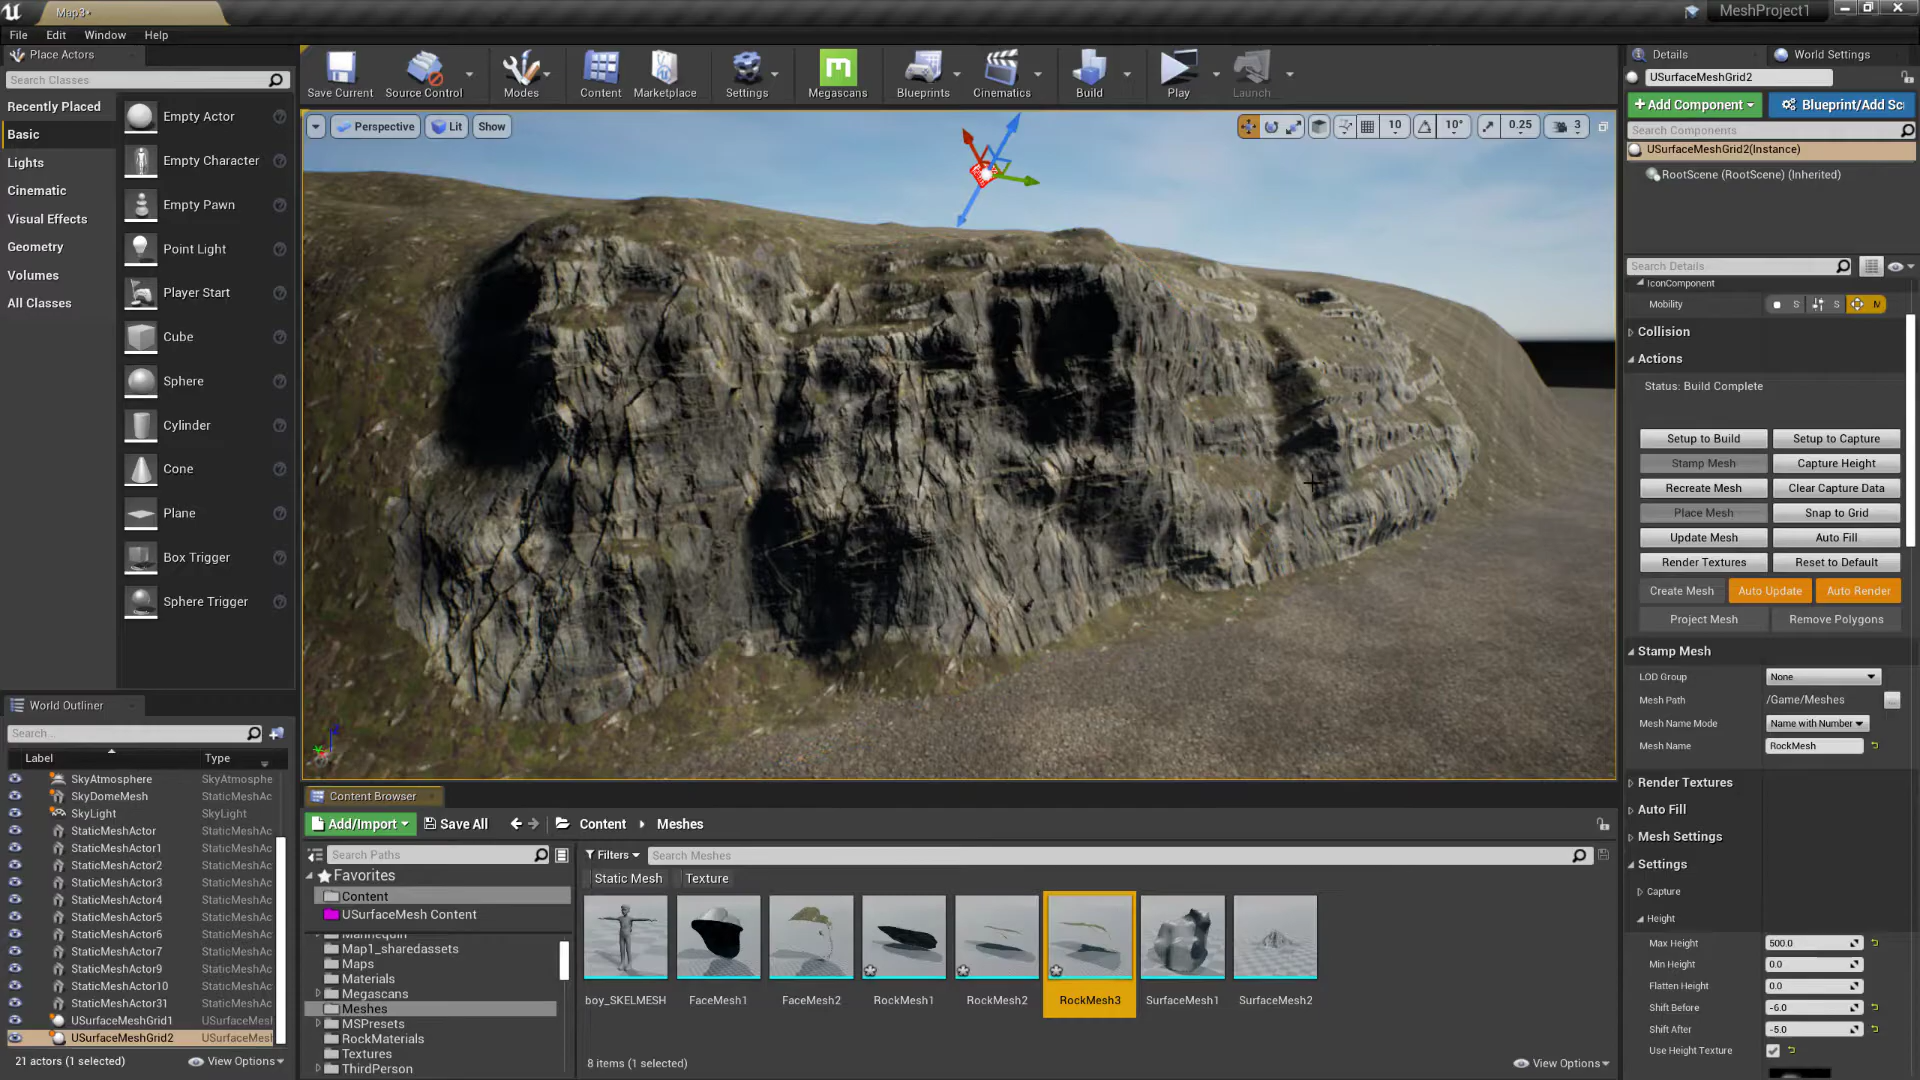 Map3•
MeshProject1
File Edit Window Help
Place Actors
Search Classes
Recently Placed
Basic
Lights
Cinematic
Visual Effects
Geometry
Volumes
All Classes
Empty Actor
Empty Character
Empty Pawn
Point Light
Player Start
Cube
Sphere
Cylinder
Cone
Plane
Box Trigger
Sphere Trigger
Save Current Source Control Modes Content Marketplace Settings Megascans Blueprints Cinematics Build Play Launch
Perspective Lit Show
10 10° 0.25 3
World Outliner
Search...
Label Type
SkyAtmosphere SkyAtmosphe
SkyDomeMesh StaticMeshAc
SkyLight SkyLight
StaticMeshActor StaticMeshAc
StaticMeshActor1 StaticMeshAc
StaticMeshActor2 StaticMeshAc
StaticMeshActor3 StaticMeshAc
StaticMeshActor4 StaticMeshAc
StaticMeshActor5 StaticMeshAc
StaticMeshActor6 StaticMeshAc
StaticMeshActor7 StaticMeshAc
StaticMeshActor9 StaticMeshAc
StaticMeshActor10 StaticMeshAc
StaticMeshActor31 StaticMeshAc
USurfaceMeshGrid1 USurfaceMesl
USurfaceMeshGrid2 USurfaceMesl
21 actors (1 selected) View Options
Content Browser
Add/Import Save All Content Meshes
Search Paths
Filters Search Meshes
Static Mesh Texture
Favorites
Content
USurfaceMesh Content
Mannequin
Map1_sharedassets
Maps
Materials
Megascans
Meshes
MSPresets
RockMaterials
Textures
ThirdPerson
boy_SKELMESH FaceMesh1 FaceMesh2 RockMesh1 RockMesh2 RockMesh3 SurfaceMesh1 SurfaceMesh2
8 items (1 selected) View Options
Details World Settings
USurfaceMeshGrid2
+Add Component Blueprint/Add Sc
Search Components
USurfaceMeshGrid2(Instance)
RootScene (RootScene) (Inherited)
Search Details
IconComponent
Mobility S S M
Collision
Actions
Status: Build Complete
Setup to Build Setup to Capture
Stamp Mesh Capture Height
Recreate Mesh Clear Capture Data
Place Mesh Snap to Grid
Update Mesh Auto Fill
Render Textures Reset to Default
Create Mesh Auto Update Auto Render
Project Mesh Remove Polygons
Stamp Mesh
LOD Group None
Mesh Path /Game/Meshes ...
Mesh Name Mode Name with Number
Mesh Name RockMesh
Render Textures
Auto Fill
Mesh Settings
Settings
Capture
Height
Max Height 500.0
Min Height 0.0
Flatten Height 0.0
Shift Before -6.0
Shift After -5.0
Use Height Texture